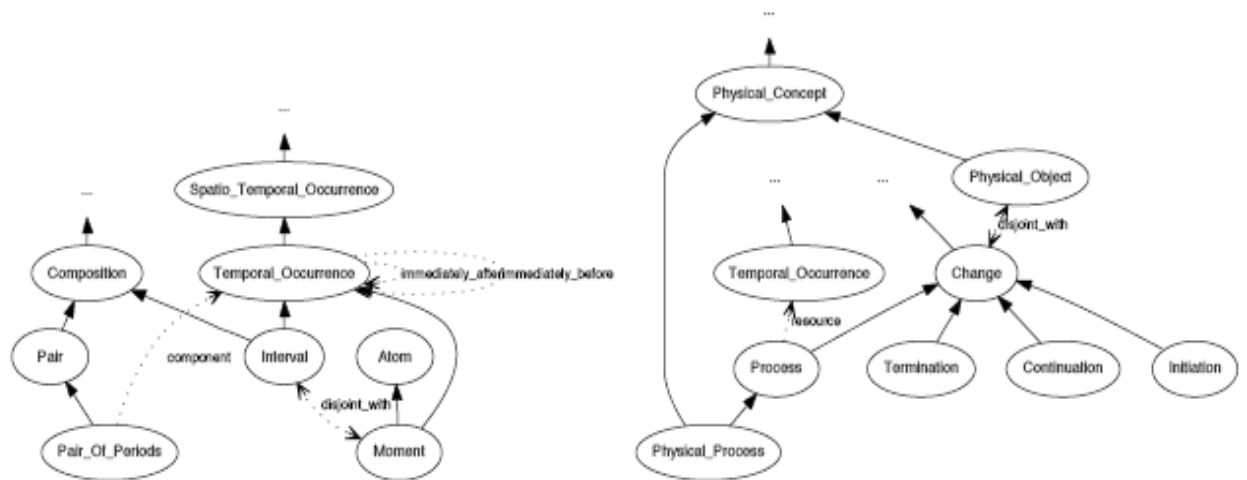 ...
Spatio_Temporal_Occurrence
...
Composition
Temporal_Occurrence
immediately_after
immediately_before
Pair
component
Interval
Atom
disjoint_with
Pair_Of_Periods
Moment
...
Physical_Concept
Physical_Object
...
...
disjoint_with
Temporal_Occurrence
Change
resource
Process
Termination
Continuation
Initiation
Physical_Process